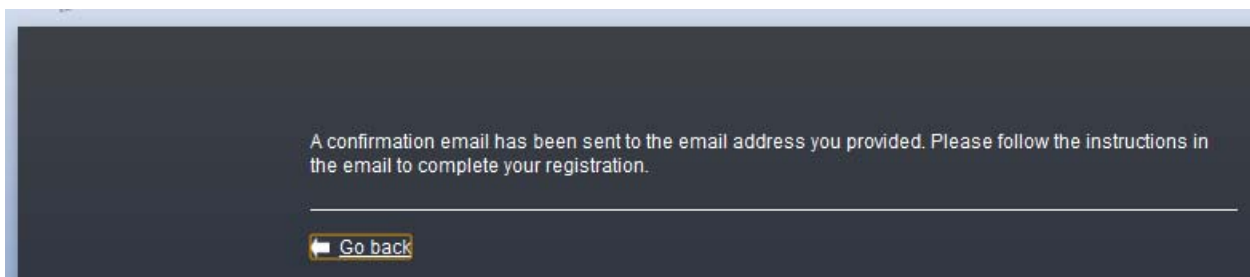 A confirmation email has been sent to the email address you provided. Please follow the instructions in
the email to complete your registration.
Go back